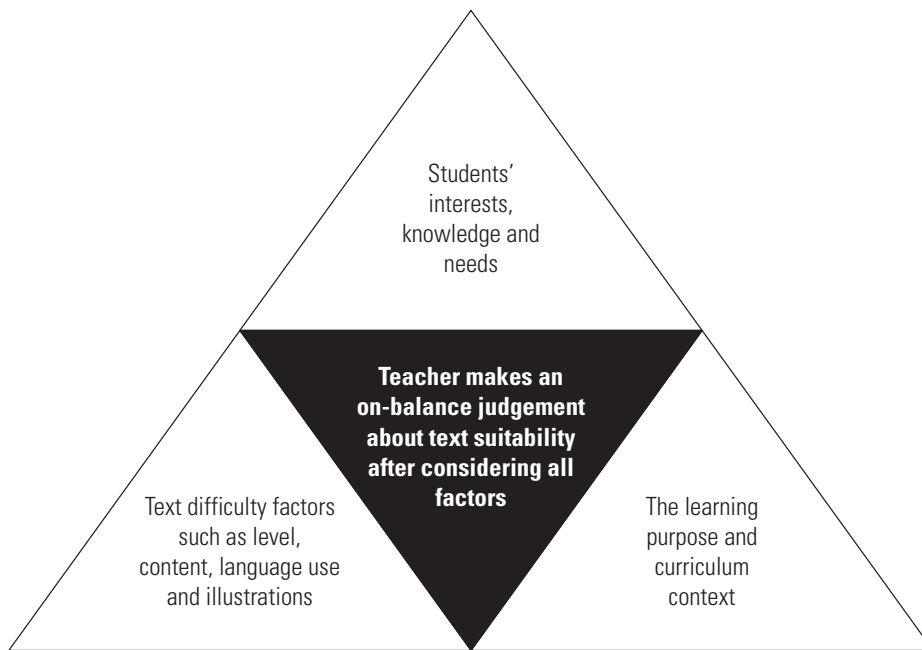 Students’
interests,
knowledge and
needs
Teacher makes an
on-balance judgement
about text suitability
after considering all
factors
Text difficulty factors
such as level,
content, language use
and illustrations
The learning
purpose and
curriculum
context